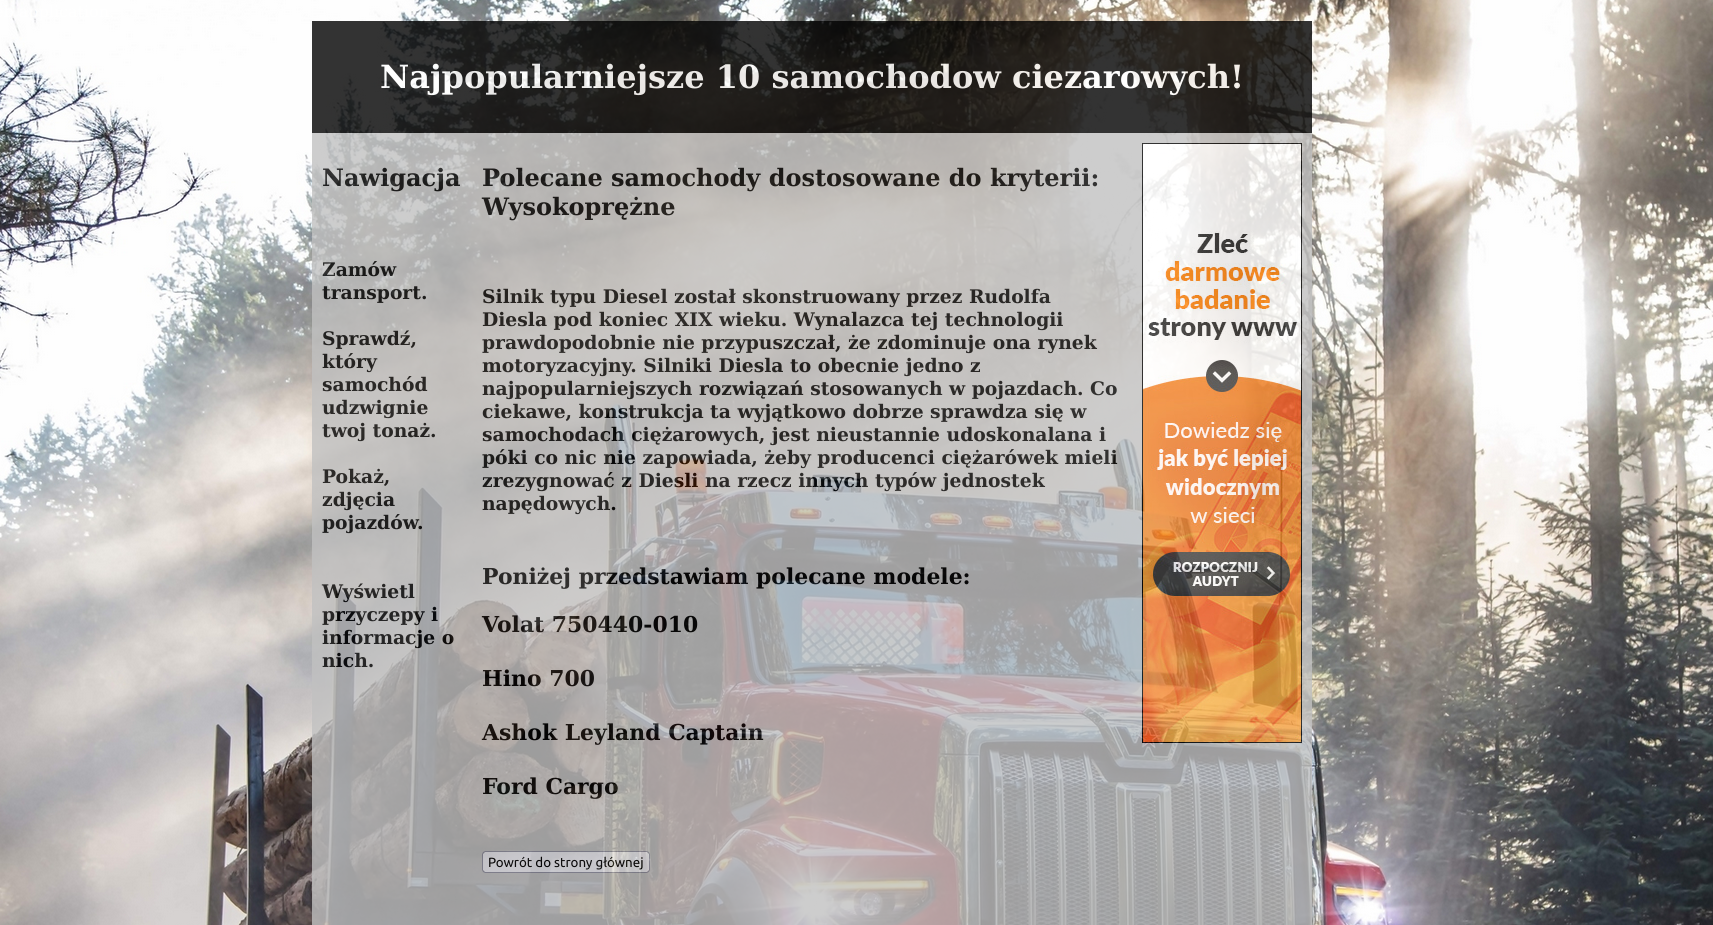 Najpopularniejsze 10 samochodow ciezarowych!
Nawigacja
Zamów
transport.
Sprawdź,
który
samochód
udzwignie
twoj tonaż.
Pokaż,
zdjęcia
pojazdów.
Wyświetl
przyczepy i
informacje o
nich.
Polecane samochody dostosowane do kryterii:
Wysokoprężne
Silnik typu Diesel został skonstruowany przez Rudolfa
Diesla pod koniec XIX wieku. Wynalazca tej technologii
prawdopodobnie nie przypuszczał, że zdominuje ona rynek
motoryzacyjny. Silniki Diesla to obecnie jedno z
najpopularniejszych rozwiązań stosowanych w pojazdach. Co
ciekawe, konstrukcja ta wyjątkowo dobrze sprawdza się w
samochodach ciężarowych, jest nieustannie udoskonalana i
póki co nic nie zapowiada, żeby producenci ciężarówek mieli
zrezygnować z Diesli na rzecz innych typów jednostek
napędowych.
Poniżej przedstawiam polecane modele:
Volat 750440-010
Hino 700
Ashok Leyland Captain
Ford Cargo
Powrót do strony głównej
Zleć
darmowe
badanie
strony www
Dowiedz się
jak być lepiej
widocznym
w sieci
ROZPOCZNIJ
AUDYT